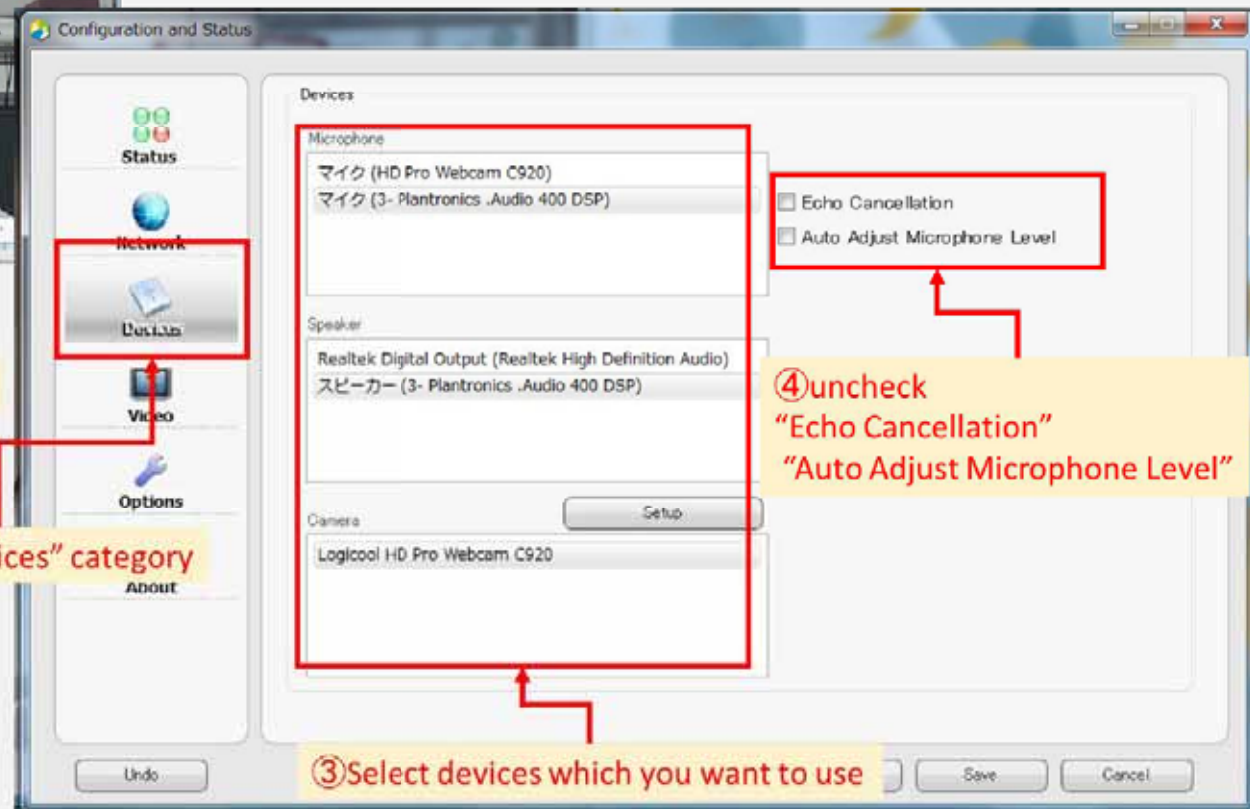 Configuration and Status
Status
Network
Devices
Video
Options
ices” category
About
Devices
Microphone
マイク (HD Pro Webcam C920)
マイク (3- Plantronics .Audio 400 DSP)
Echo Cancellation
Auto Adjust Microphone Level
Speaker
Realtek Digital Output (Realtek High Definition Audio)
スピーカー (3- Plantronics .Audio 400 DSP)
④uncheck
“Echo Cancellation”
“Auto Adjust Microphone Level”
Setup
Camera
Logicool HD Pro Webcam C920
③Select devices which you want to use
Undo
Save
Cancel